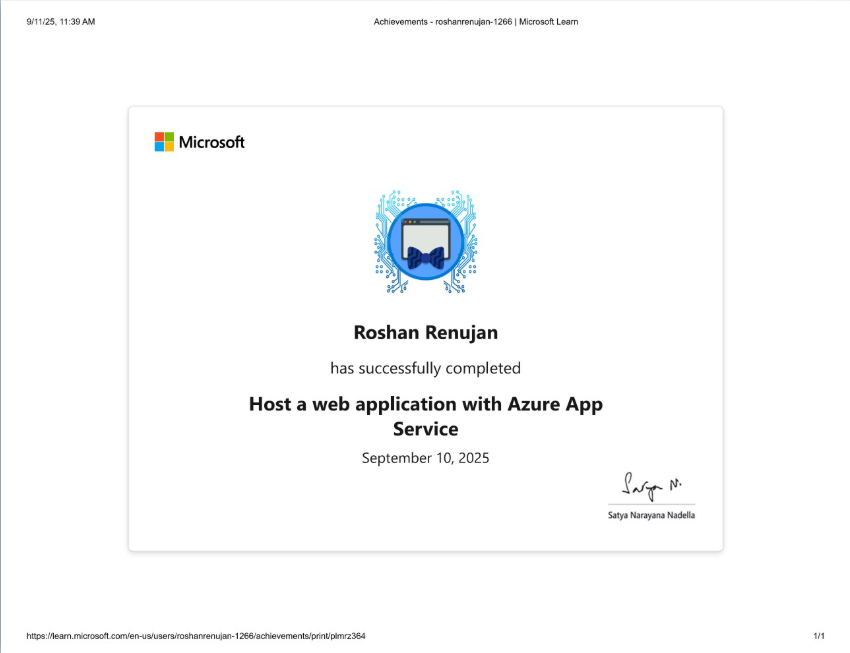 9/11/25, 11:39 AM
Achievements - roshanrenujan-1266 | Microsoft Learn
Microsoft
Roshan Renujan
has successfully completed
Host a web application with Azure App
Service
September 10, 2025
Satya N.
Satya Narayana Nadella
https://learn.microsoft.com/en-us/users/roshanrenujan-1266/achievements/print/plmrz364
1/1